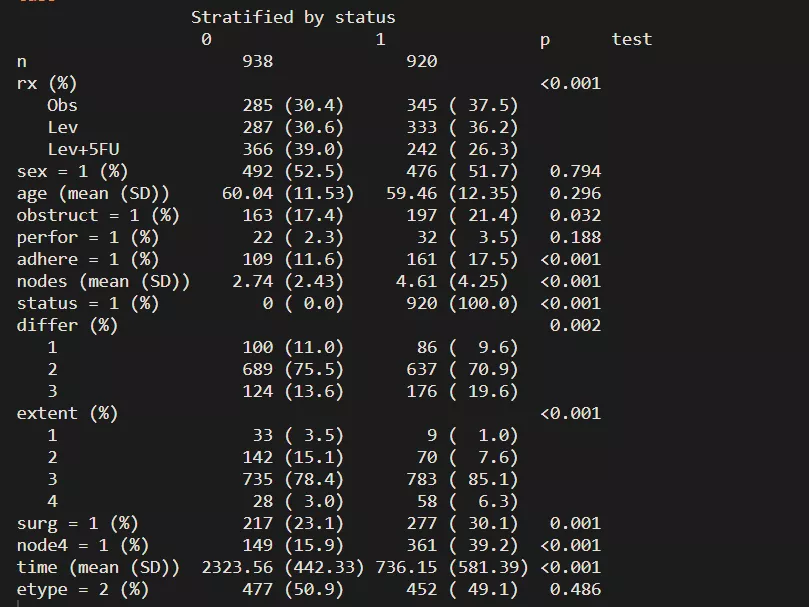 Stratified by status
0 1 p test
n 938 920
rx (%) <0.001
Obs 285 (30.4) 345 ( 37.5)
Lev 287 (30.6) 333 ( 36.2)
Lev+5FU 366 (39.0) 242 ( 26.3)
sex = 1 (%) 492 (52.5) 476 ( 51.7) 0.794
age (mean (SD)) 60.04 (11.53) 59.46 (12.35) 0.296
obstruct = 1 (%) 163 (17.4) 197 ( 21.4) 0.032
perfor = 1 (%) 22 ( 2.3) 32 ( 3.5) 0.188
adhere = 1 (%) 109 (11.6) 161 ( 17.5) <0.001
nodes (mean (SD)) 2.74 (2.43) 4.61 (4.25) <0.001
status = 1 (%) 0 ( 0.0) 920 (100.0) <0.001
differ (%) 0.002
1 100 (11.0) 86 ( 9.6)
2 689 (75.5) 637 ( 70.9)
3 124 (13.6) 176 ( 19.6)
extent (%) <0.001
1 33 ( 3.5) 9 ( 1.0)
2 142 (15.1) 70 ( 7.6)
3 735 (78.4) 783 ( 85.1)
4 28 ( 3.0) 58 ( 6.3)
surg = 1 (%) 217 (23.1) 277 ( 30.1) 0.001
node4 = 1 (%) 149 (15.9) 361 ( 39.2) <0.001
time (mean (SD)) 2323.56 (442.33) 736.15 (581.39) <0.001
etype = 2 (%) 477 (50.9) 452 ( 49.1) 0.486